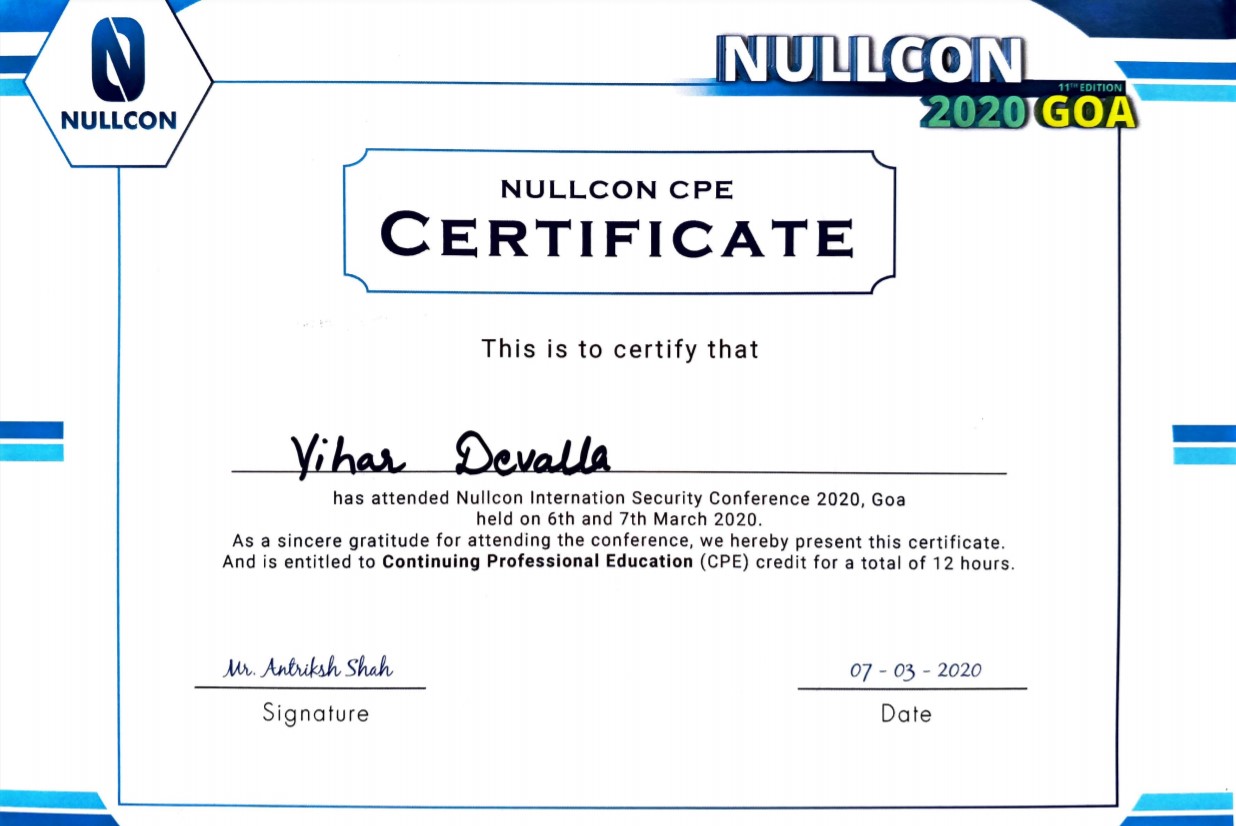 NULLCON
NULLCON
11TH EDITION
2020 GOA
NULLCON CPE
CERTIFICATE
This is to certify that
Vihar Devalla
has attended Nullcon Internation Security Conference 2020, Goa
held on 6th and 7th March 2020.
As a sincere gratitude for attending the conference, we hereby present this certificate.
And is entitled to Continuing Professional Education (CPE) credit for a total of 12 hours.
Mr. Antriksh Shah
07 - 03 - 2020
Signature
Date